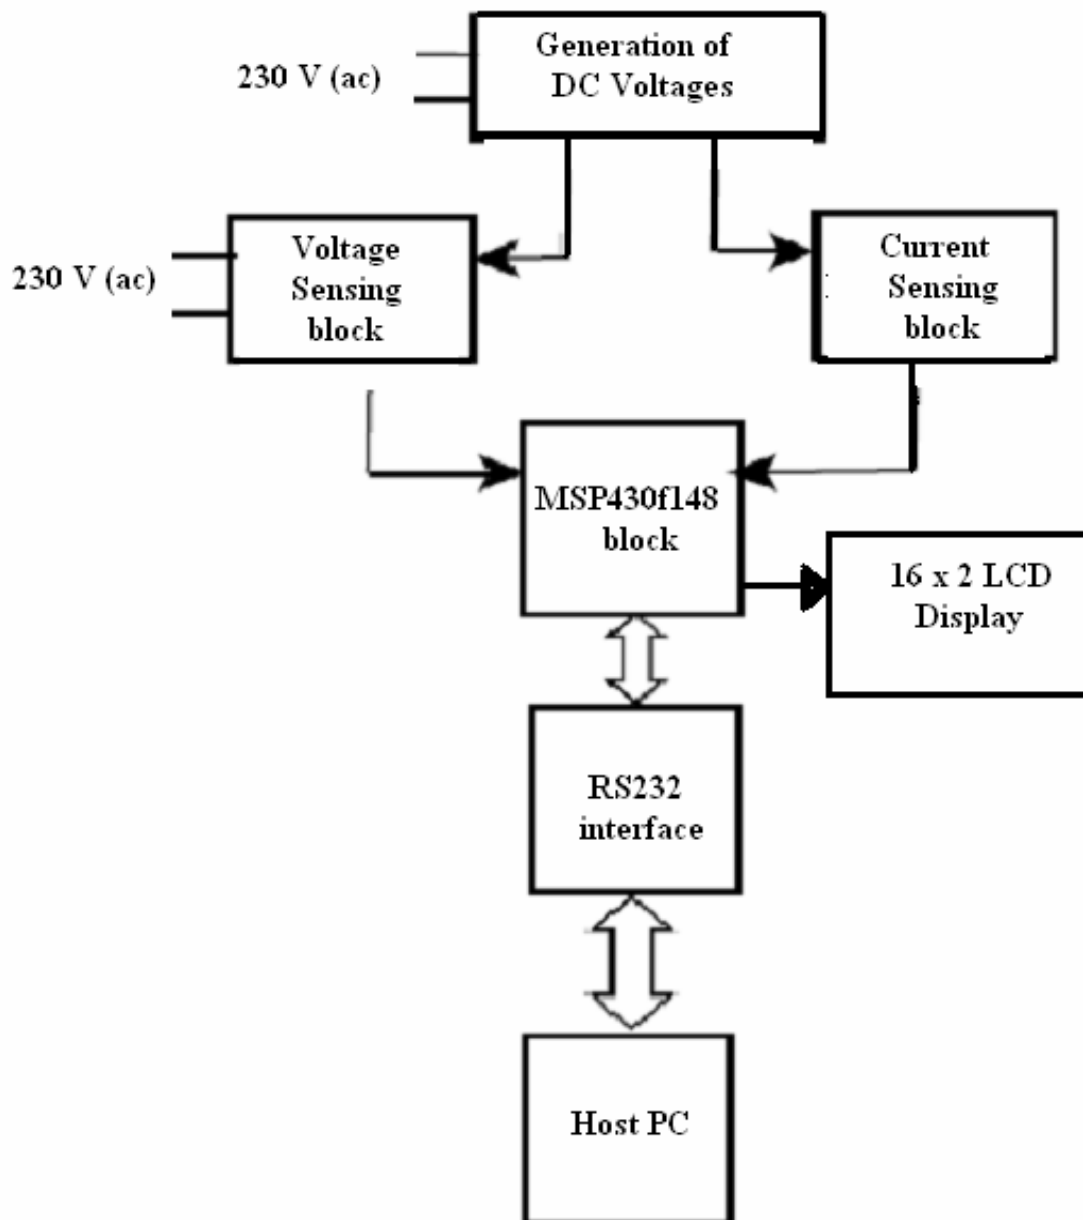 Generation of
DC Voltages
230 V (ac)
Voltage
Sensing
block
230 V (ac)
Current
Sensing
block
MSP430f148
block
16 x 2 LCD
Display
RS232
interface
Host PC